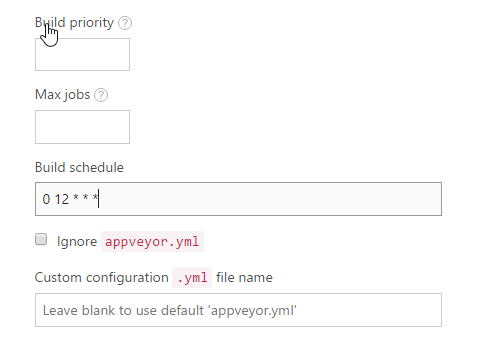 Build priority ?
Max jobs ?
Build schedule
0 12 * * *
Ignore appveyor.yml
Custom configuration .yml file name
Leave blank to use default 'appveyor.yml'